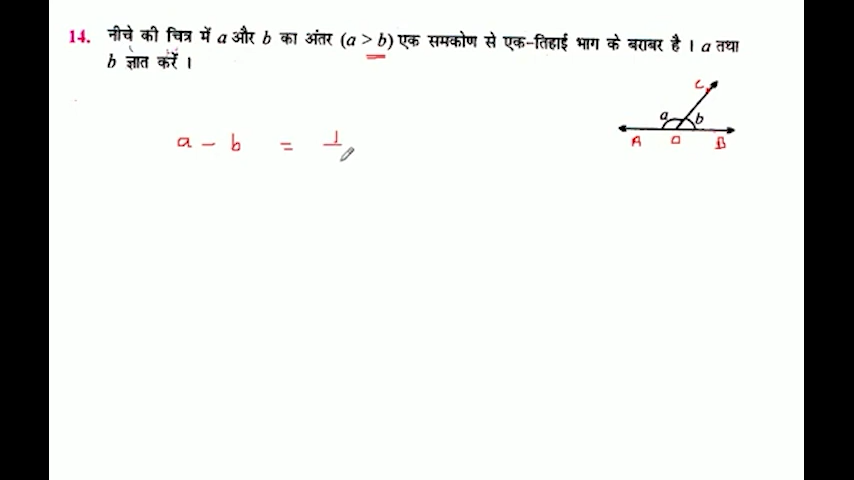 14. नीचे की चित्र में a और b का अंतर (a > b) एक समकोण से एक-तिहाई भाग के बराबर है । a तथा
b ज्ञात करें ।
C
a b
A O B
a - b = 1